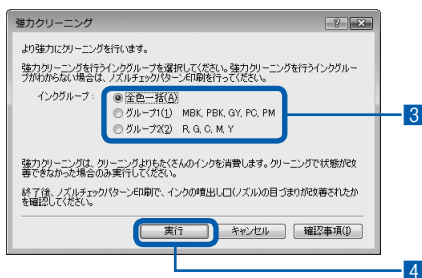 強力クリーニング
より強力にクリーニングを行います。
強力クリーニングを行うインクグループを選択してください。強力クリーニングを行うインクグルー
プがわからない場合は、ノズルチェックパターン印刷を行ってください。
インクグループ： 全色一括(A)
グループ1(1) MBK, PBK, GY, PC, PM
グループ2(2) R, G, C, M, Y
3
強力クリーニングは、クリーニングよりもたくさんのインクを消費します。クリーニングで状態が改
善できなかった場合のみ実行してください。
終了後、ノズルチェックパターン印刷で、インクの噴出し口(ノズル)の目づまりが改善されたか
を確認してください。
実行 キャンセル 確認事項(I)
4